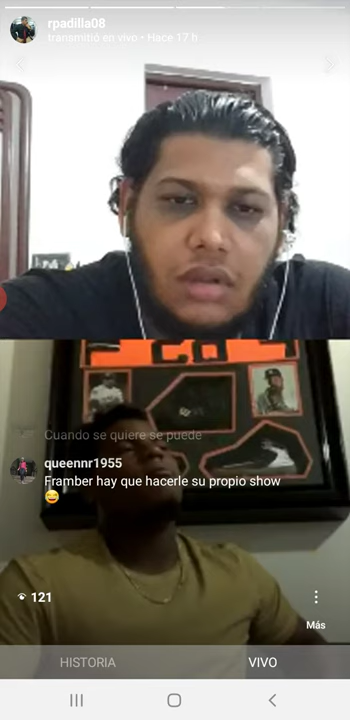 rpadilla08
transmitió en vivo • Hace 17 h
Cuando se quiere se puede
queennr1955
Framber hay que hacerle su propio show
😂
121
Más
HISTORIA
VIVO